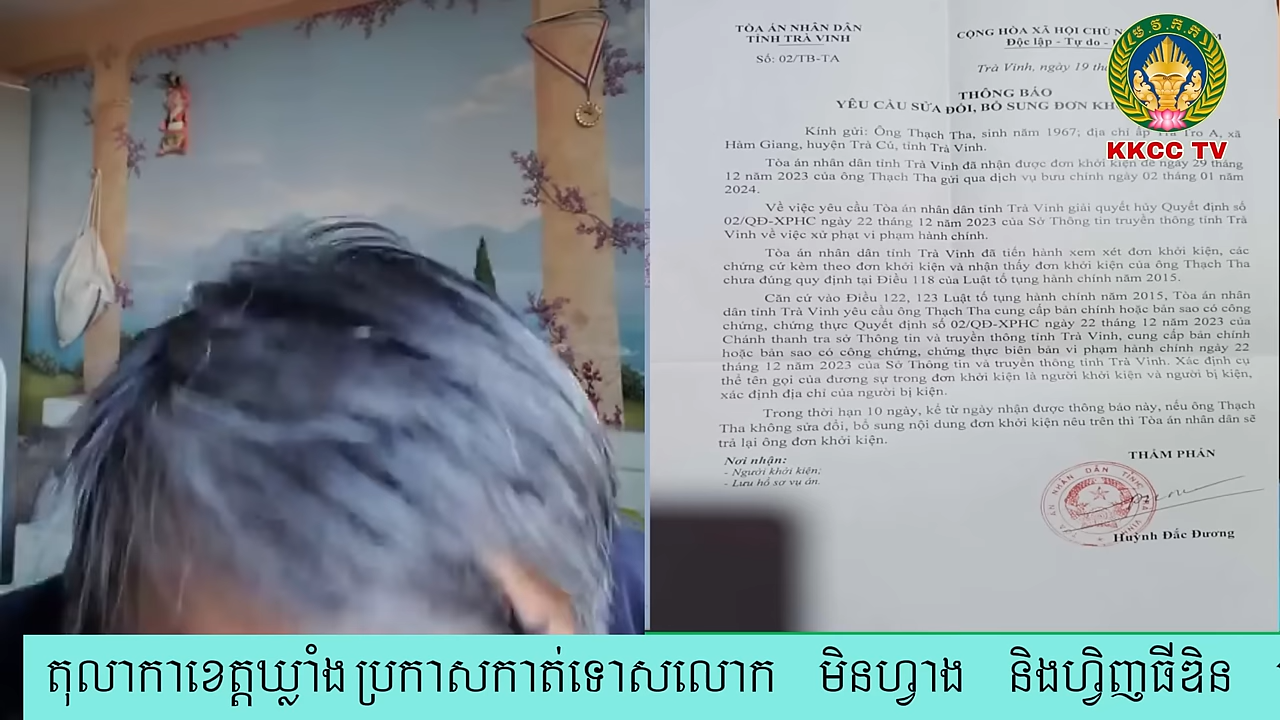 TÒA ÁN NHÂN DÂN
TỈNH TRÀ VINH
Số: 02/TB-TA
CỘNG HÒA XÃ HỘI CHỦ
Độc lập - Tự do -
Trà Vinh, ngày 19
THÔNG BÁO
YÊU CẦU SỬA ĐỔI, BỔ SUNG ĐƠN KH
Kính gửi: Ông Thạch Tha, sinh năm 1967; địa chỉ ấp Trà Tro A, xã
Hàm Giang, huyện Trà Cú, tỉnh Trà Vinh.
Tòa án nhân dân tỉnh Trà Vinh đã nhận được đơn khởi kiện đề ngày 29 tháng
12 năm 2023 của ông Thạch Tha gửi qua dịch vụ bưu chính ngày 02 tháng 01 năm
2024.
Về việc yêu cầu Tòa án nhân dân tỉnh Trà Vinh giải quyết hủy Quyết định số
02/QĐ-XPHC ngày 22 tháng 12 năm 2023 của Sở Thông tin truyền thông tỉnh Trà
Vinh về việc xử phạt vi phạm hành chính.
Tòa án nhân dân tỉnh Trà Vinh đã tiến hành xem xét đơn khởi kiện, các
chứng cứ kèm theo đơn khởi kiện và nhận thấy đơn khởi kiện của ông Thạch Tha
chưa đúng quy định tại Điều 118 của Luật tố tụng hành chính năm 2015.
Căn cứ vào Điều 122, 123 Luật tố tụng hành chính năm 2015, Tòa án nhân
dân tỉnh Trà Vinh yêu cầu ông Thạch Tha cung cấp bản chính hoặc bản sao có công
chứng, chứng thực Quyết định số 02/QĐ-XPHC ngày 22 tháng 12 năm 2023 của
Chánh thanh tra sở Thông tin và truyền thông tỉnh Trà Vinh, cung cấp bản chính
hoặc bản sao có công chứng, chứng thực biên bản vi phạm hành chính ngày 22
tháng 12 năm 2023 của Sở Thông tin và truyền thông tỉnh Trà Vinh. Xác định cụ
thể tên gọi của đương sự trong đơn khởi kiện là người khởi kiện và người bị kiện,
xác định địa chỉ của người bị kiện.
Trong thời hạn 10 ngày, kể từ ngày nhận được thông báo này, nếu ông Thạch
Tha không sửa đổi, bổ sung nội dung đơn khởi kiện nêu trên thì Tòa án nhân dân sẽ
trả lại ông đơn khởi kiện.
Nơi nhận:
- Người khởi kiện;
- Lưu hồ sơ vụ án.
THẨM PHÁN
Huỳnh Đắc Dương
ម.វ.គ.ក
KKCC TV
តុលាកាខេត្តឃ្លាំង ប្រកាសកាត់ទោសលោក មិនហ្វាង និងហ្វិញធីឌិន